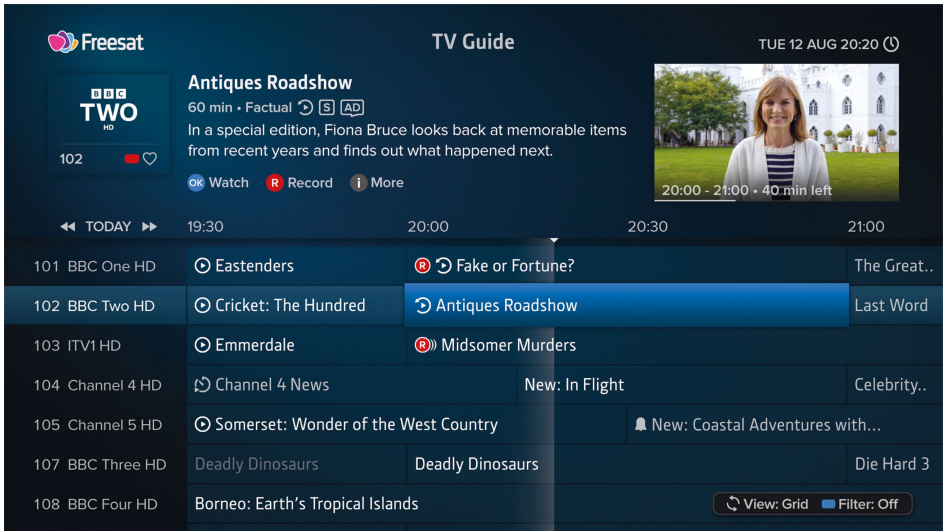 Freesat
TV Guide
TUE 12 AUG 20:20
BBC
TWO
HD
102
Antiques Roadshow
60 min • Factual S AD
In a special edition, Fiona Bruce looks back at memorable items
from recent years and finds out what happened next.
OK Watch R Record i More
20:00 - 21:00 • 40 min left
TODAY 19:30 20:00 20:30 21:00
101 BBC One HD Eastenders R Fake or Fortune? The Great..
102 BBC Two HD Cricket: The Hundred Antiques Roadshow Last Word
103 ITV1 HD Emmerdale R Midsomer Murders
104 Channel 4 HD Channel 4 News New: In Flight Celebrity..
105 Channel 5 HD Somerset: Wonder of the West Country New: Coastal Adventures with...
107 BBC Three HD Deadly Dinosaurs Deadly Dinosaurs Die Hard 3
108 BBC Four HD Borneo: Earth's Tropical Islands
View: Grid Filter: Off